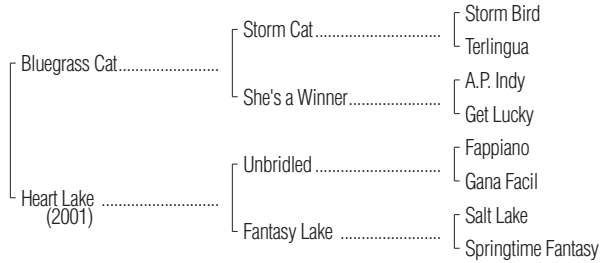 Storm Bird
Storm Cat
Terlingua
Bluegrass Cat
A.P. Indy
She's a Winner
Get Lucky
Fappiano
Unbridled
Gana Facil
Heart Lake
(2001)
Salt Lake
Fantasy Lake
Springtime Fantasy